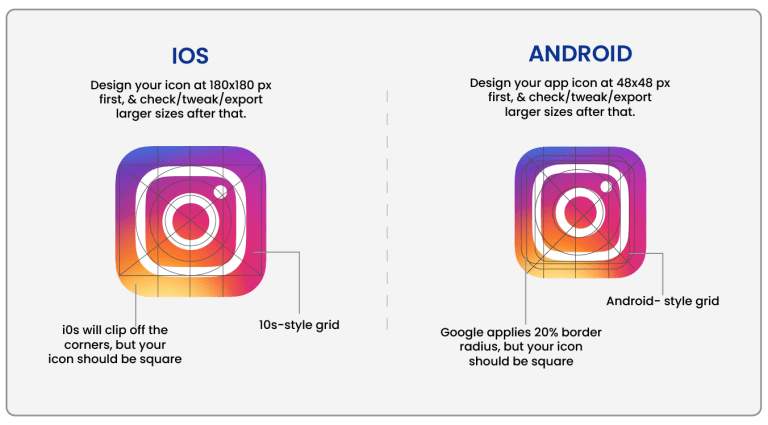 IOS
Design your icon at 180x180 px
first, & check/tweak/export
larger sizes after that.
i0s will clip off the
corners, but your
icon should be square
10s-style grid
ANDROID
Design your app icon at 48x48 px
first, & check/tweak/export
larger sizes after that.
Android- style grid
Google applies 20% border
radius, but your icon
should be square